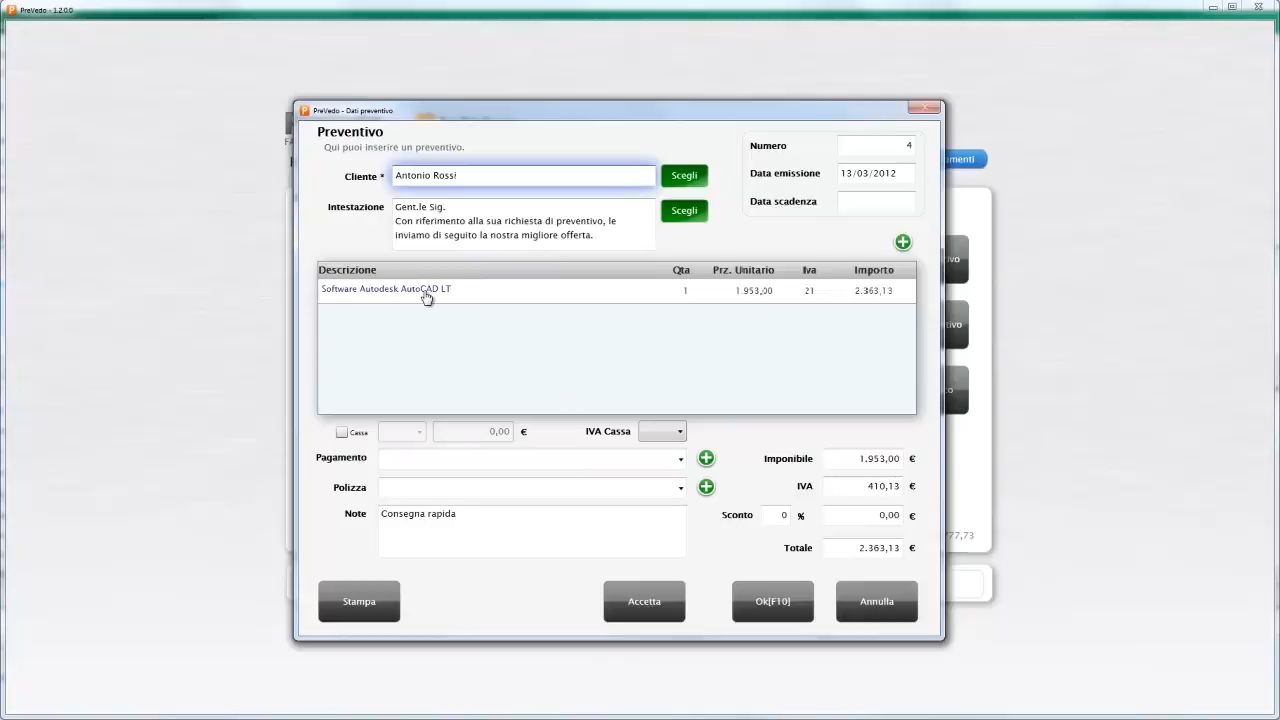 PreVedo - 1.2.0.0
PreVedo - Dati preventivo
Preventivo
Qui puoi inserire un preventivo.
Cliente * Antonio Rossi Scegli
Intestazione Gent.le Sig.
Con riferimento alla sua richiesta di preventivo, le
inviamo di seguito la nostra migliore offerta.
Scegli
Numero 4
Data emissione 13/03/2012
Data scadenza
Descrizione Qta Prz. Unitario Iva Importo
Software Autodesk AutoCAD LT 1 1.953,00 21 2.363,13
Cassa 0,00 € IVA Cassa
Pagamento
Polizza
Note Consegna rapida
Imponibile 1.953,00 €
IVA 410,13 €
Sconto 0 % 0,00 €
Totale 2.363,13 €
Stampa Accetta Ok[F10] Annulla